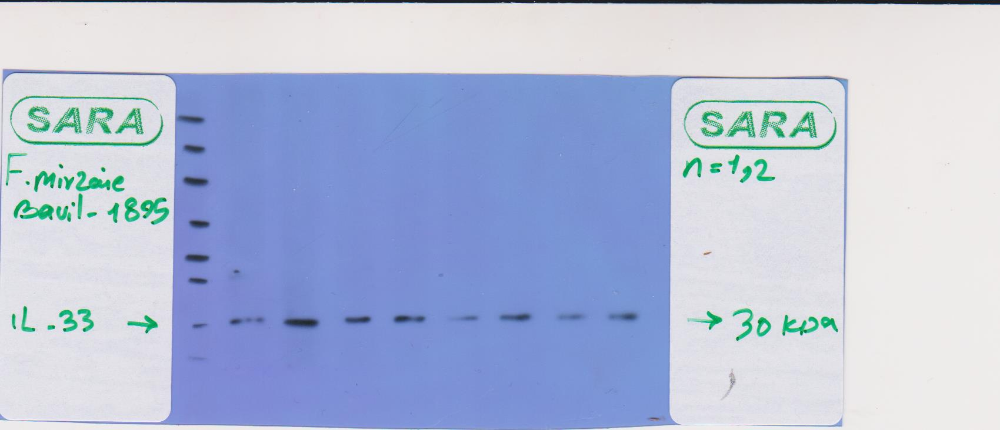 SARA
F. Mirzaie
Bavil - 1895
IL-33 →
SARA
n = 1,2
→ 30 KDa